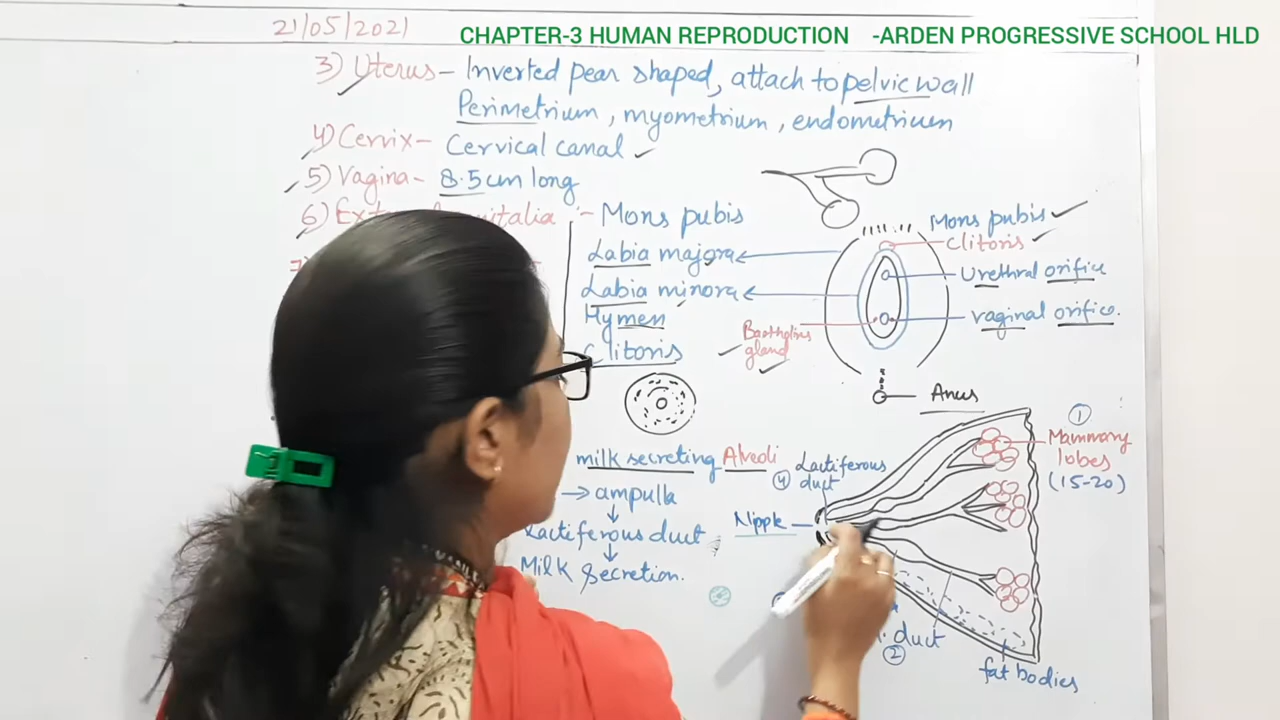 21/05/2021
CHAPTER-3 HUMAN REPRODUCTION -ARDEN PROGRESSIVE SCHOOL HLD
3) Uterus- Inverted pear shaped, attach to pelvic wall
Perimetrium, myometrium, endometrium
4) Cervix- Cervical canal ✓
5) Vagina- 8.5cm long
6) :- Mons pubis
Labia majora
Labia minora
Hymen
Clitoris
Mons pubis ✓
Clitoris ✓
Urethral orifice
vaginal orifice.
Bartholines
gland
Anus
milk secreting Alveoli
→ ampulla
↓
Lactiferous duct
↓
Milk Secretion.
④ Lactiferous
duct
Nipple
①
Mammary
lobes
(15-20)
duct
②
fat bodies